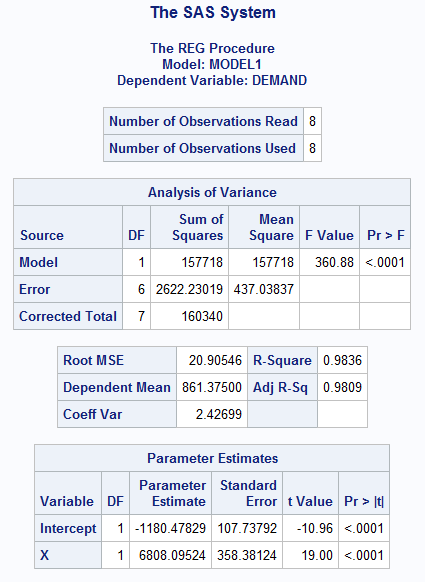 The SAS System
The REG Procedure
Model: MODEL1
Dependent Variable: DEMAND
Number of Observations Read 8
Number of Observations Used 8
Analysis of Variance
Source DF Sum of Squares Mean Square F Value Pr > F
Model 1 157718 157718 360.88 <.0001
Error 6 2622.23019 437.03837
Corrected Total 7 160340
Root MSE 20.90546 R-Square 0.9836
Dependent Mean 861.37500 Adj R-Sq 0.9809
Coeff Var 2.42699
Parameter Estimates
Variable DF Parameter Estimate Standard Error t Value Pr > |t|
Intercept 1 -1180.47829 107.73792 -10.96 <.0001
X 1 6808.09524 358.38124 19.00 <.0001